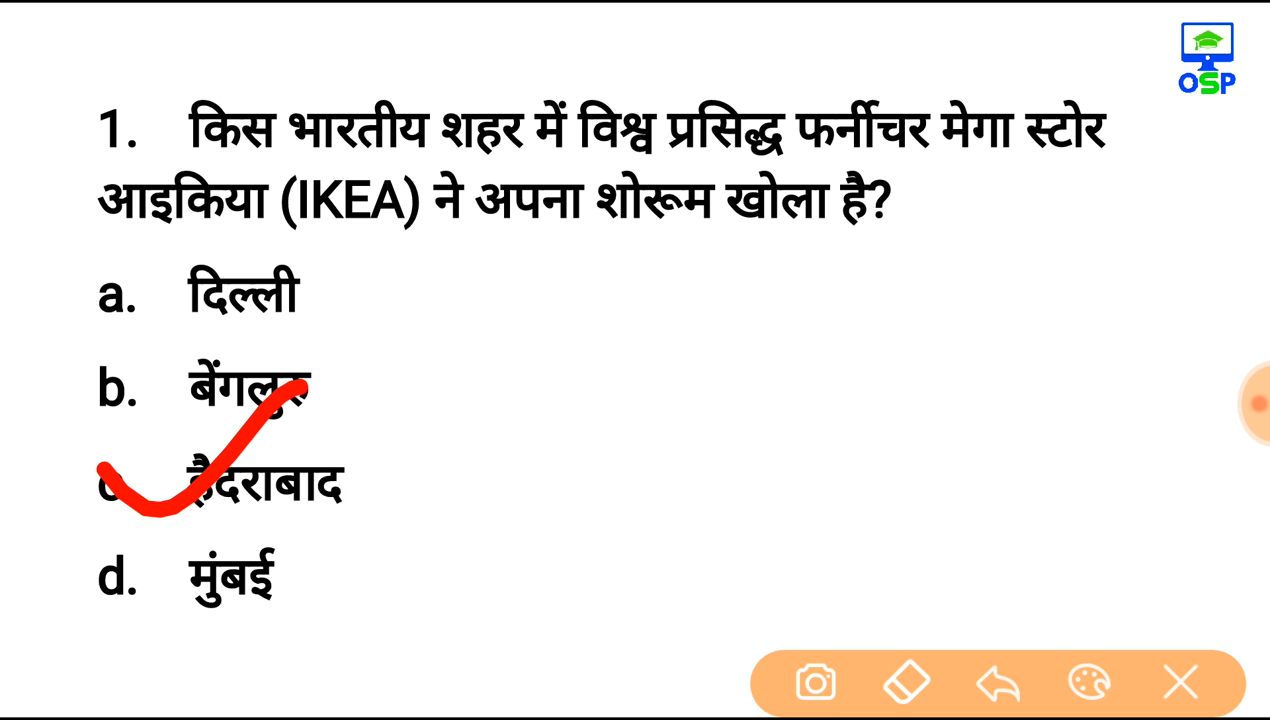 OSP
1. किस भारतीय शहर में विश्व प्रसिद्ध फर्नीचर मेगा स्टोर
आइकिया (IKEA) ने अपना शोरूम खोला है?
a. दिल्ली
b. बेंगलुरु
c. हैदराबाद
d. मुंबई